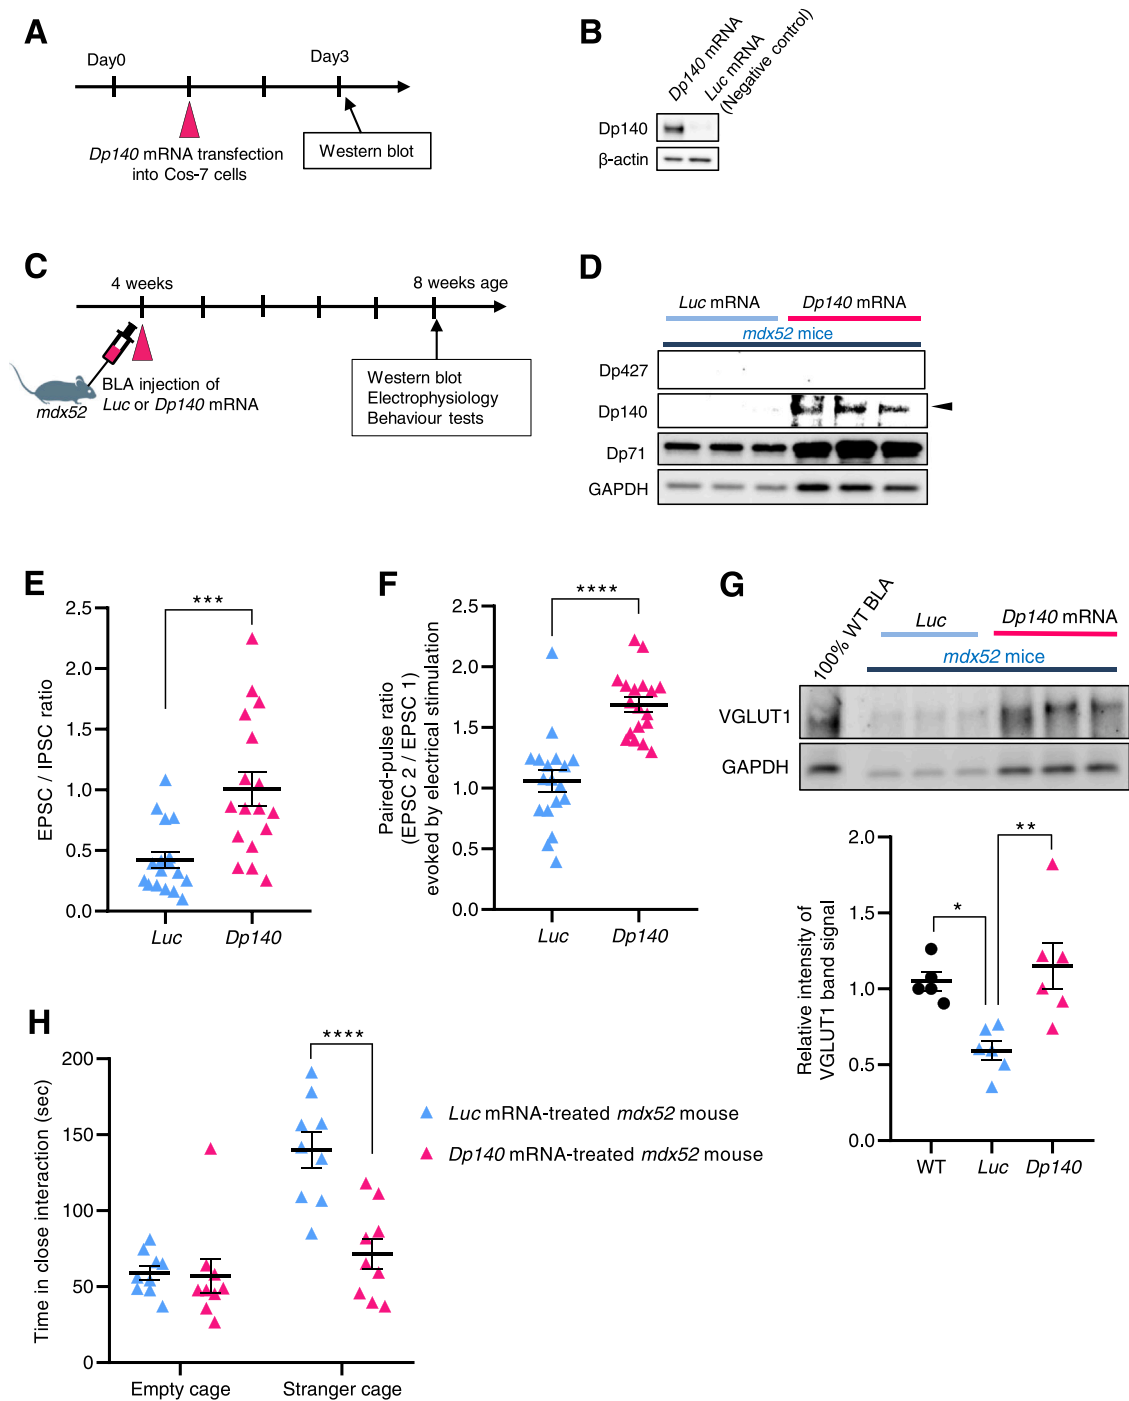 A
Day0
Day3
Dp140 mRNA transfection
into Cos-7 cells
Western blot
B
Dp140 mRNA
Luc mRNA
(Negative control)
Dp140
β-actin
C
4 weeks
8 weeks age
mdx52
BLA injection of
Luc or Dp140 mRNA
Western blot
Electrophysiology
Behaviour tests
D
Luc mRNA
Dp140 mRNA
mdx52 mice
Dp427
Dp140
Dp71
GAPDH
E
EPSC / IPSC ratio
2.5
2.0
1.5
1.0
0.5
0.0
***
Luc
Dp140
F
Paired-pulse ratio
(EPSC 2 / EPSC 1)
evoked by electrical stimulation
2.5
2.0
1.5
1.0
0.5
0.0
****
Luc
Dp140
G
100% WT BLA
Luc
Dp140 mRNA
mdx52 mice
VGLUT1
GAPDH
Relative intensity of
VGLUT1 band signal
2.0
1.5
1.0
0.5
0.0
*
**
WT
Luc
Dp140
H
Time in close interaction (sec)
200
150
100
50
0
****
Empty cage
Stranger cage
Luc mRNA-treated mdx52 mouse
Dp140 mRNA-treated mdx52 mouse